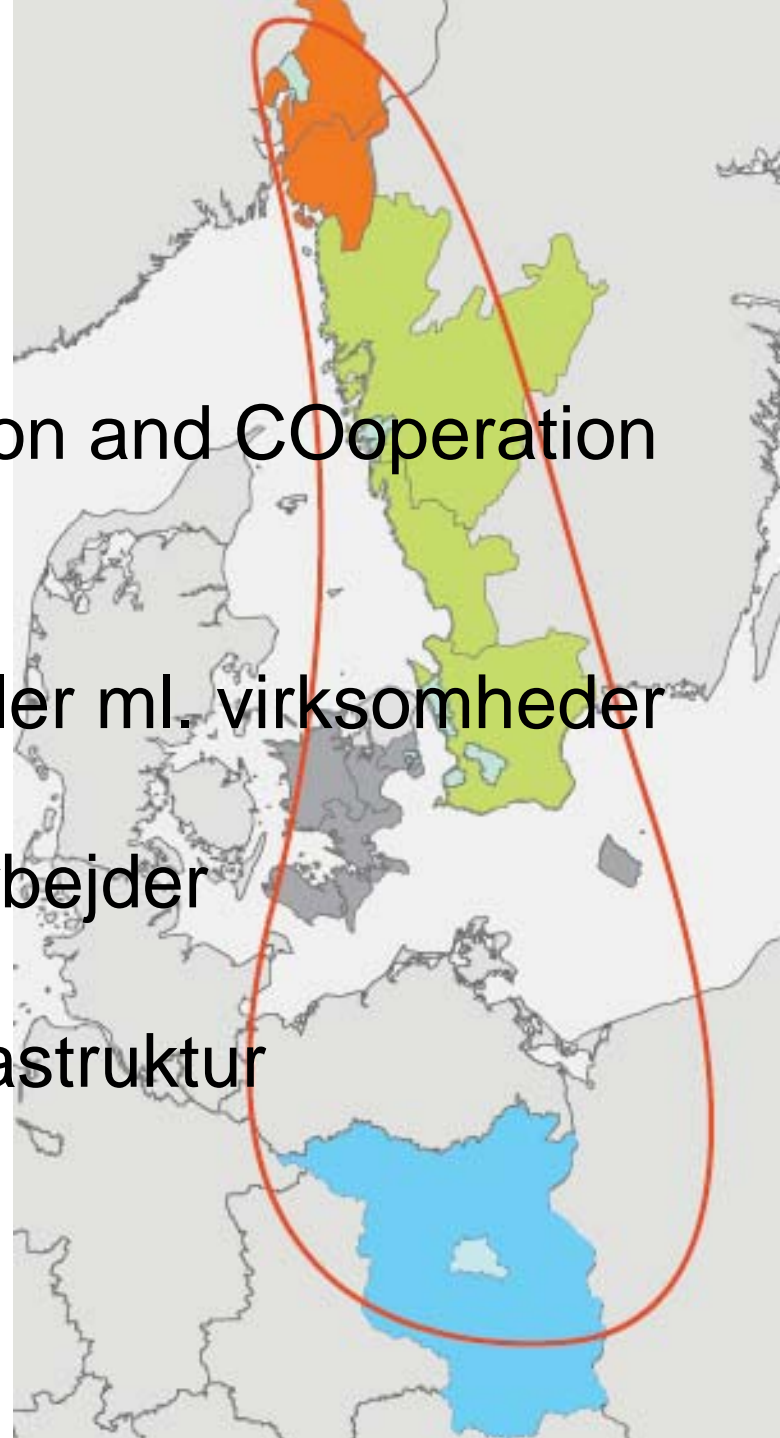 on and COoperation
ler ml. virksomheder
bejder
astruktur